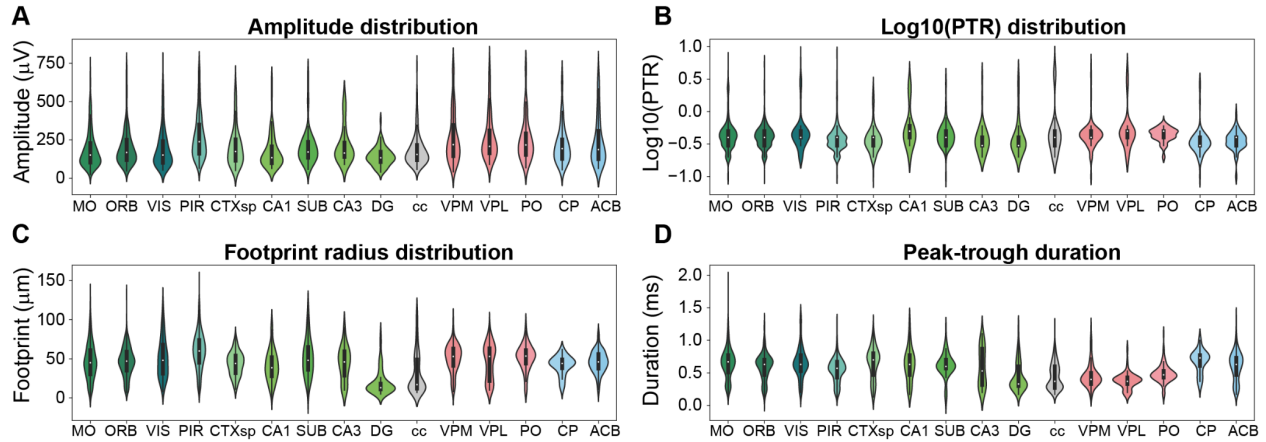 A
Amplitude distribution
Amplitude (μV)
750
500
250
0
MO ORB VIS PIR CTXsp CA1 SUB CA3 DG cc VPM VPL PO CP ACB
B
Log10(PTR) distribution
Log10(PTR)
1.0
0.5
0.0
−0.5
−1.0
MO ORB VIS PIR CTXsp CA1 SUB CA3 DG cc VPM VPL PO CP ACB
C
Footprint radius distribution
Footprint (μm)
150
100
50
0
MO ORB VIS PIR CTXsp CA1 SUB CA3 DG cc VPM VPL PO CP ACB
D
Peak-trough duration
Duration (ms)
2.0
1.5
1.0
0.5
0.0
MO ORB VIS PIR CTXsp CA1 SUB CA3 DG cc VPM VPL PO CP ACB